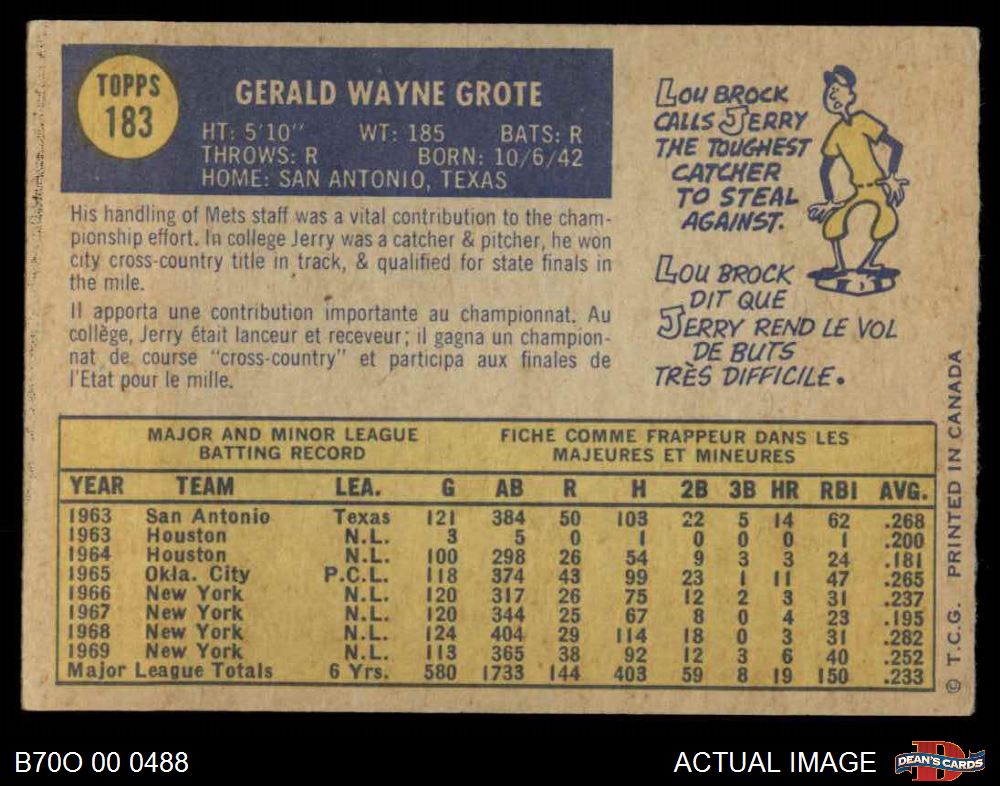 TOPPS
183
GERALD WAYNE GROTE
HT: 5'10" WT: 185 BATS: R
THROWS: R BORN: 10/6/42
HOME: SAN ANTONIO, TEXAS
His handling of Mets staff was a vital contribution to the cham-
pionship effort. In college Jerry was a catcher & pitcher, he won
city cross-country title in track, & qualified for state finals in
the mile.
Il apporta une contribution importante au championnat. Au
collège, Jerry était lanceur et receveur; il gagna un champion-
nat de course "cross-country" et participa aux finales de
l'Etat pour le mille.
LOU BROCK
CALLS JERRY
THE TOUGHEST
CATCHER
TO STEAL
AGAINST.
LOU BROCK
DIT QUE
JERRY REND LE VOL
DE BUTS
TRÈS DIFFICILE.
MAJOR AND MINOR LEAGUE
BATTING RECORD
FICHE COMME FRAPPEUR DANS LES
MAJEURES ET MINEURES
YEAR TEAM LEA. G AB R H 2B 3B HR RBI AVG.
1963 San Antonio Texas 121 384 50 103 22 5 14 62 .268
1963 Houston N.L. 3 5 0 1 0 0 0 1 .200
1964 Houston N.L. 100 298 26 54 9 3 3 24 .181
1965 Okla. City P.C.L. 118 374 43 99 23 1 11 47 .265
1966 New York N.L. 120 317 26 75 12 2 3 31 .237
1967 New York N.L. 120 344 25 67 8 0 4 23 .195
1968 New York N.L. 124 404 29 114 18 0 3 31 .282
1969 New York N.L. 113 365 38 92 12 3 6 40 .252
Major League Totals 6 Yrs. 580 1733 144 403 59 8 19 150 .233
© T.C.G. PRINTED IN CANADA
B70O 00 0488
ACTUAL IMAGE
D
DEAN'S CARDS